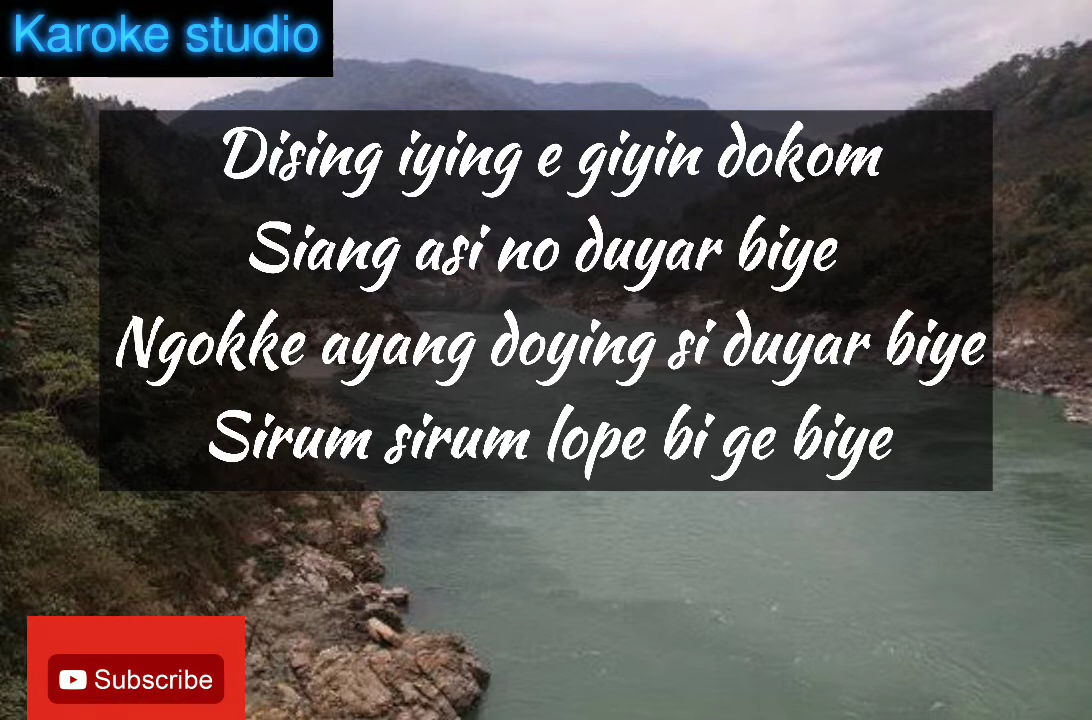 Karoke studio
Dising iying e giyin dokom
Siang asi no duyar biye
Ngokke ayang doying si duyar biye
Sirum sirum lope bi ge biye
Subscribe